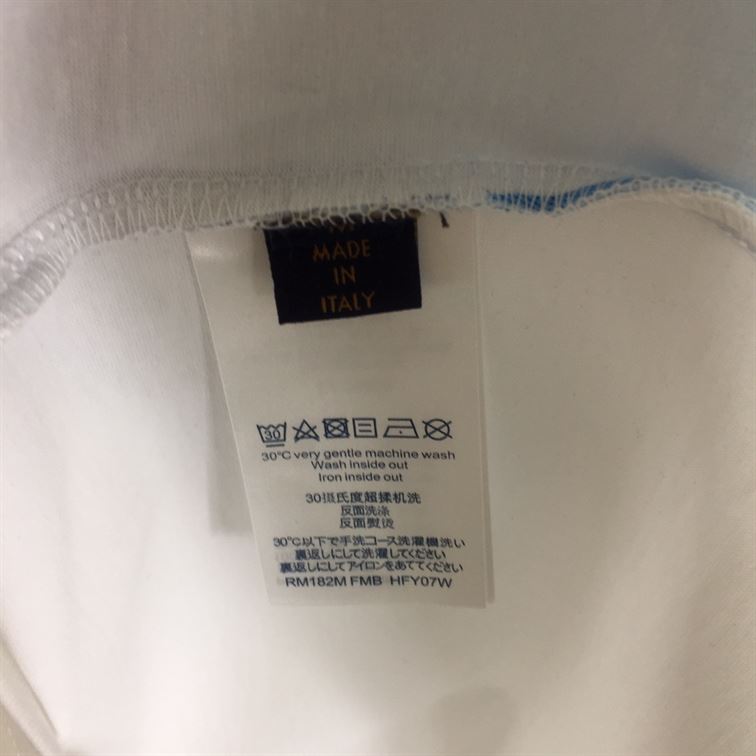 MADE
IN
ITALY
30
30°C very gentle machine wash
Wash inside out
Iron inside out
30摄氏度超揉机洗
反面洗涤
反面熨烫
30°C以下で手洗コース洗濯機洗い
裏返しにして洗濯してください
裏返しにしてアイロンをあててください
RM182M FMB HFY07W